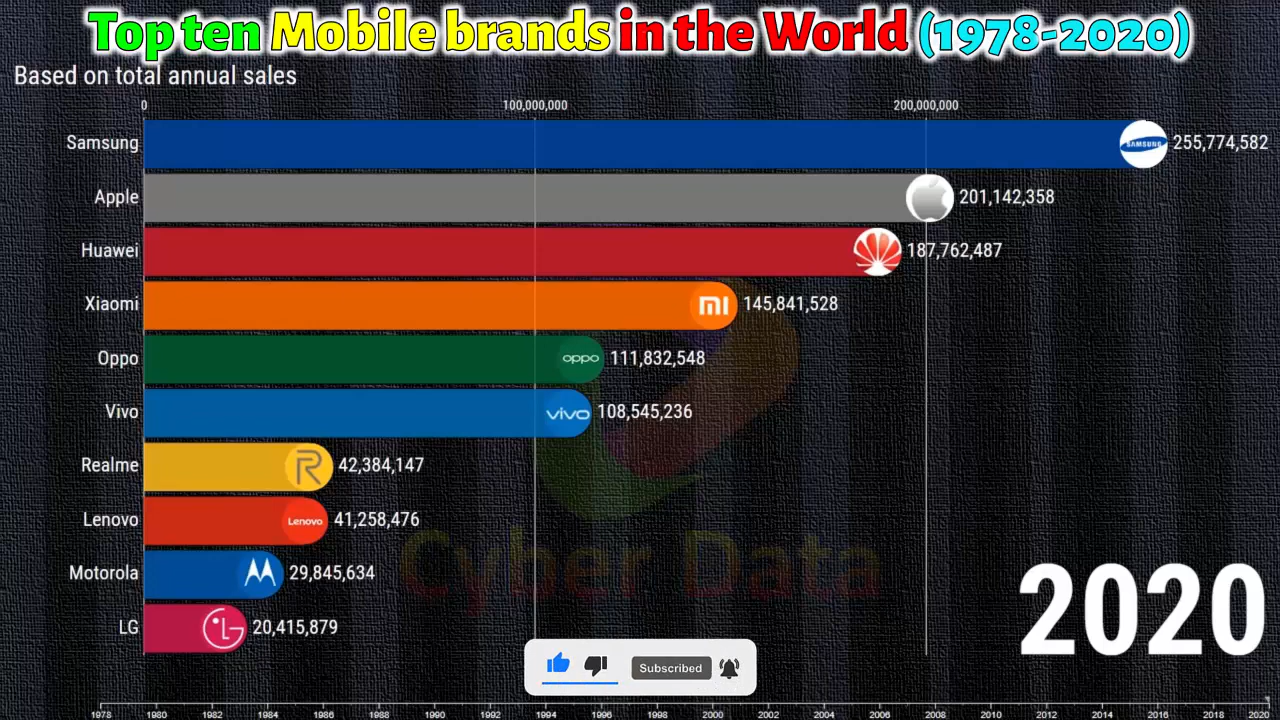 Top ten Mobile brands in the World (1978-2020)
Based on total annual sales
0 100,000,000 200,000,000
Samsung SAMSUNG 255,774,582
Apple 201,142,358
Huawei 187,762,487
Xiaomi MI 145,841,528
Oppo oppo 111,832,548
Vivo vivo 108,545,236
Realme R 42,384,147
Lenovo Lenovo 41,258,476
Motorola 29,845,634
LG LG 20,415,879
Cyber Data
2020
Subscribed
1978 1980 1982 1984 1986 1988 1990 1992 1994 1996 1998 2000 2002 2004 2006 2008 2010 2012 2014 2016 2018 2020